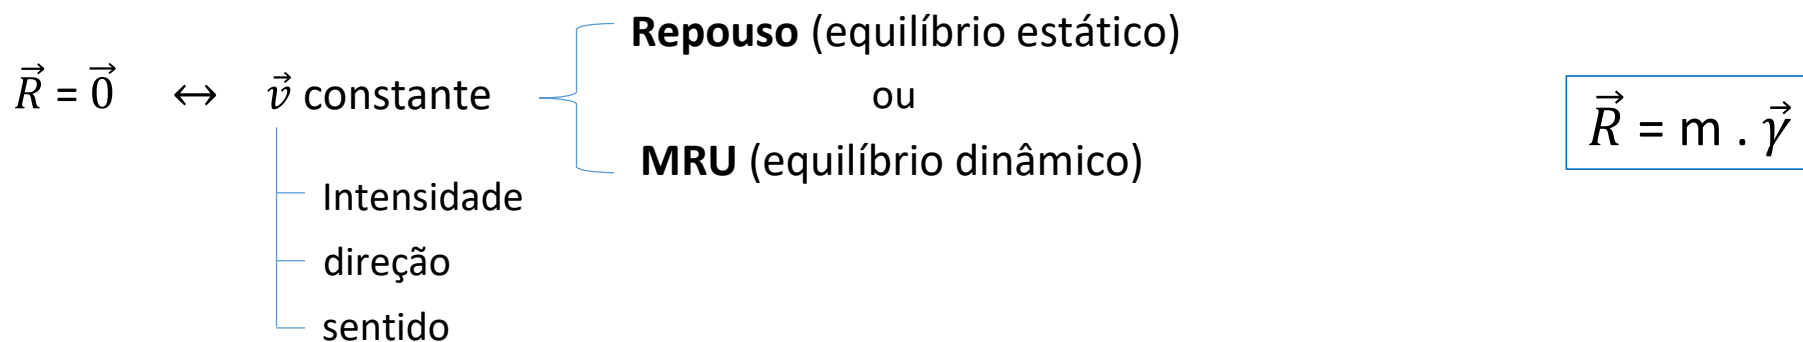 Repouso (equilíbrio estático)
R⃗ = 0⃗ ↔ v⃗ constante
ou
MRU (equilíbrio dinâmico)
Intensidade
direção
sentido
R⃗ = m . γ⃗